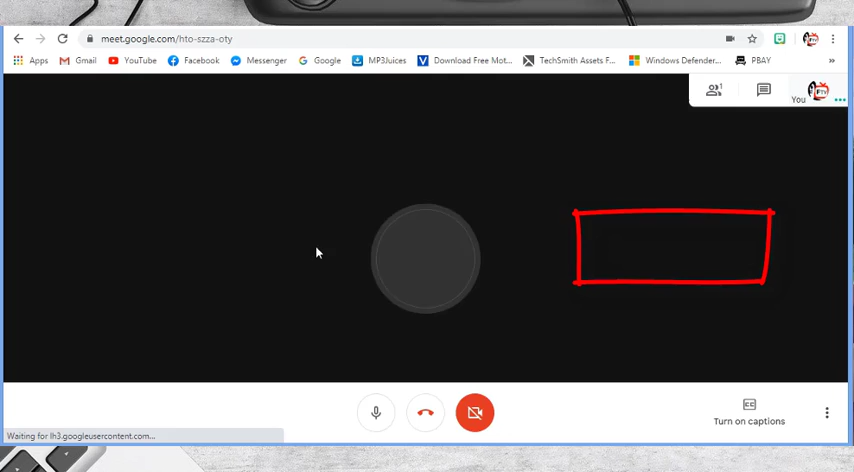 meet.google.com/hto-szza-oty
Apps Gmail YouTube Facebook Messenger Google MP3Juices Download Free Mot... TechSmith Assets F... Windows Defender... PBAY »
1
You
Turn on captions
Waiting for lh3.googleusercontent.com...